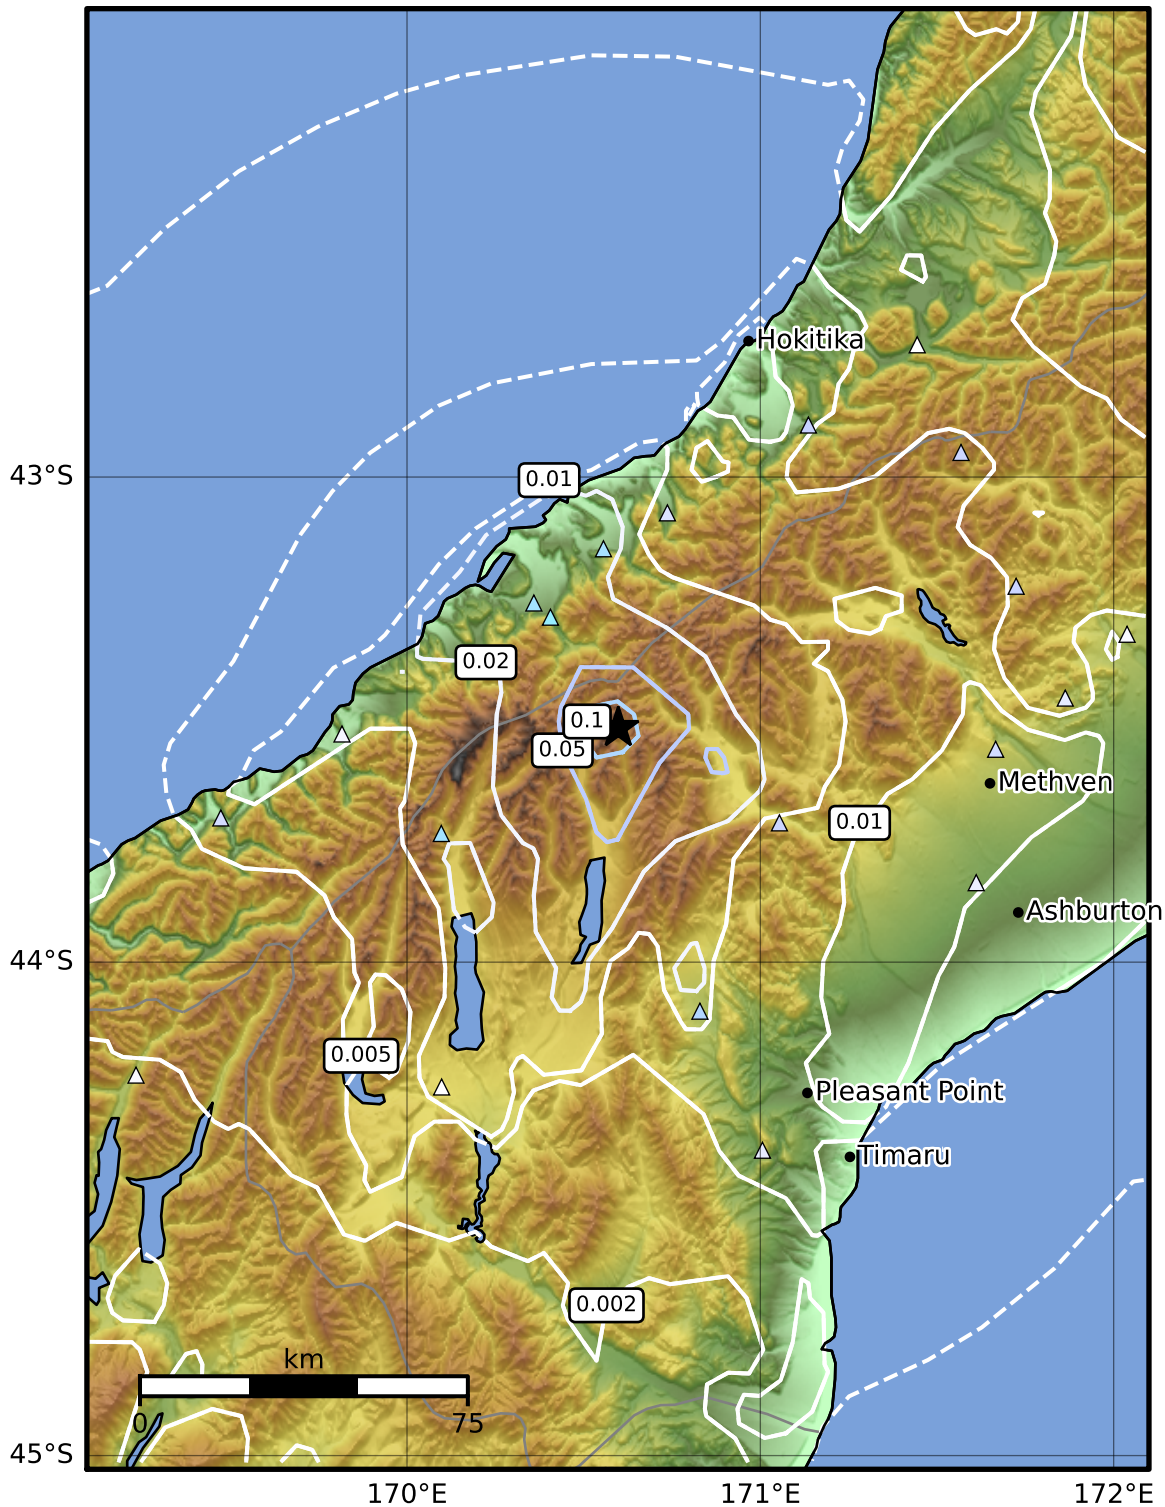 Hokitika
43°S
0.01
0.02
0.1
0.05
Methven
0.01
Ashburton
44°S
0.005
Pleasant Point
Timaru
0.002
km
0 75
45°S
170°E 171°E 172°E